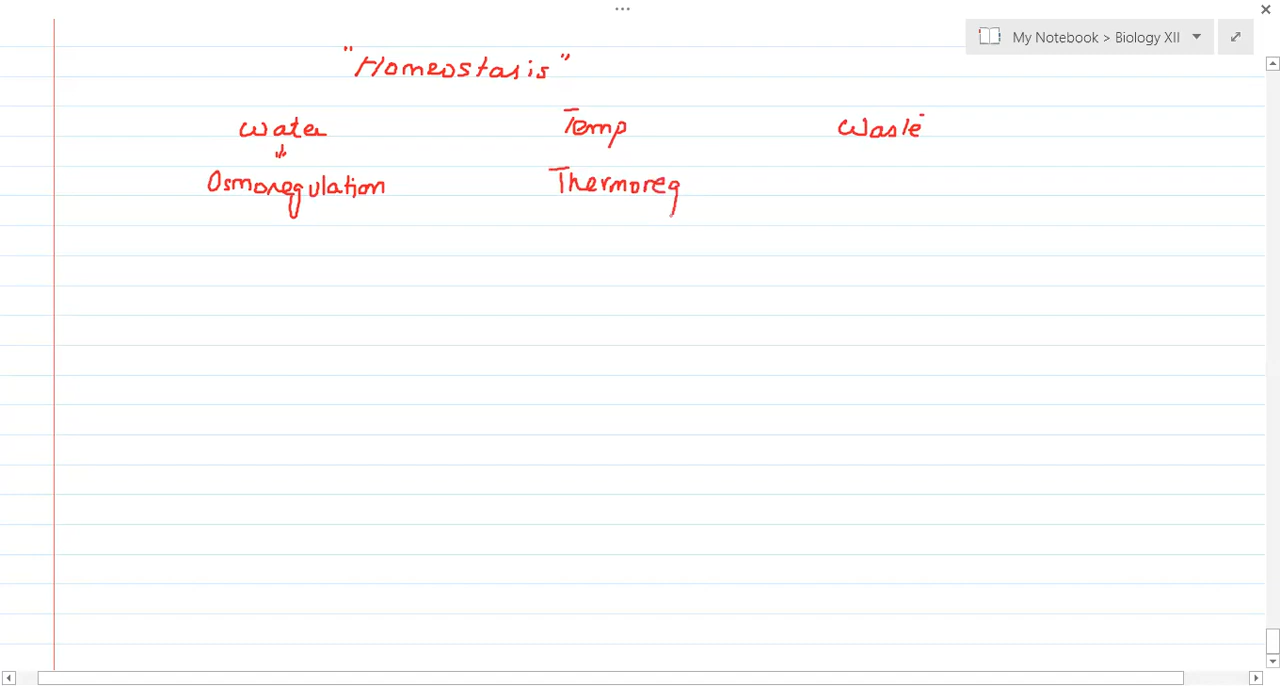 My Notebook > Biology XII
"Homeostasis"
Water Temp Waste
Osmoregulation Thermoreg